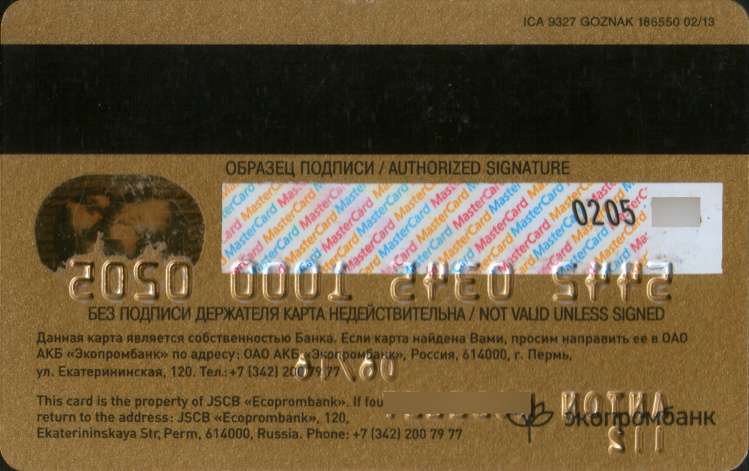 ICA 9327 GOZNAK 186550 02/13
ОБРАЗЕЦ ПОДПИСИ / AUTHORIZED SIGNATURE
MasterCard MasterCard MasterCard
0205
БЕЗ ПОДПИСИ ДЕРЖАТЕЛЯ КАРТА НЕДЕЙСТВИТЕЛЬНА / NOT VALID UNLESS SIGNED
Данная карта является собственностью Банка. Если карта найдена Вами, просим направить ее в ОАО
АКБ «Экопромбанк» по адресу: ОАО АКБ «Экопромбанк», Россия, 614000, г. Пермь,
ул. Екатерининская, 120. Тел.: +7 (342) 200 79 77
This card is the property of JSCB «Ecoprombank». If fou
return to the address: JSCB «Ecoprombank», 120,
Ekaterininskaya Str, Perm, 614000, Russia. Phone: +7 (342) 200 79 77
экопромбанк